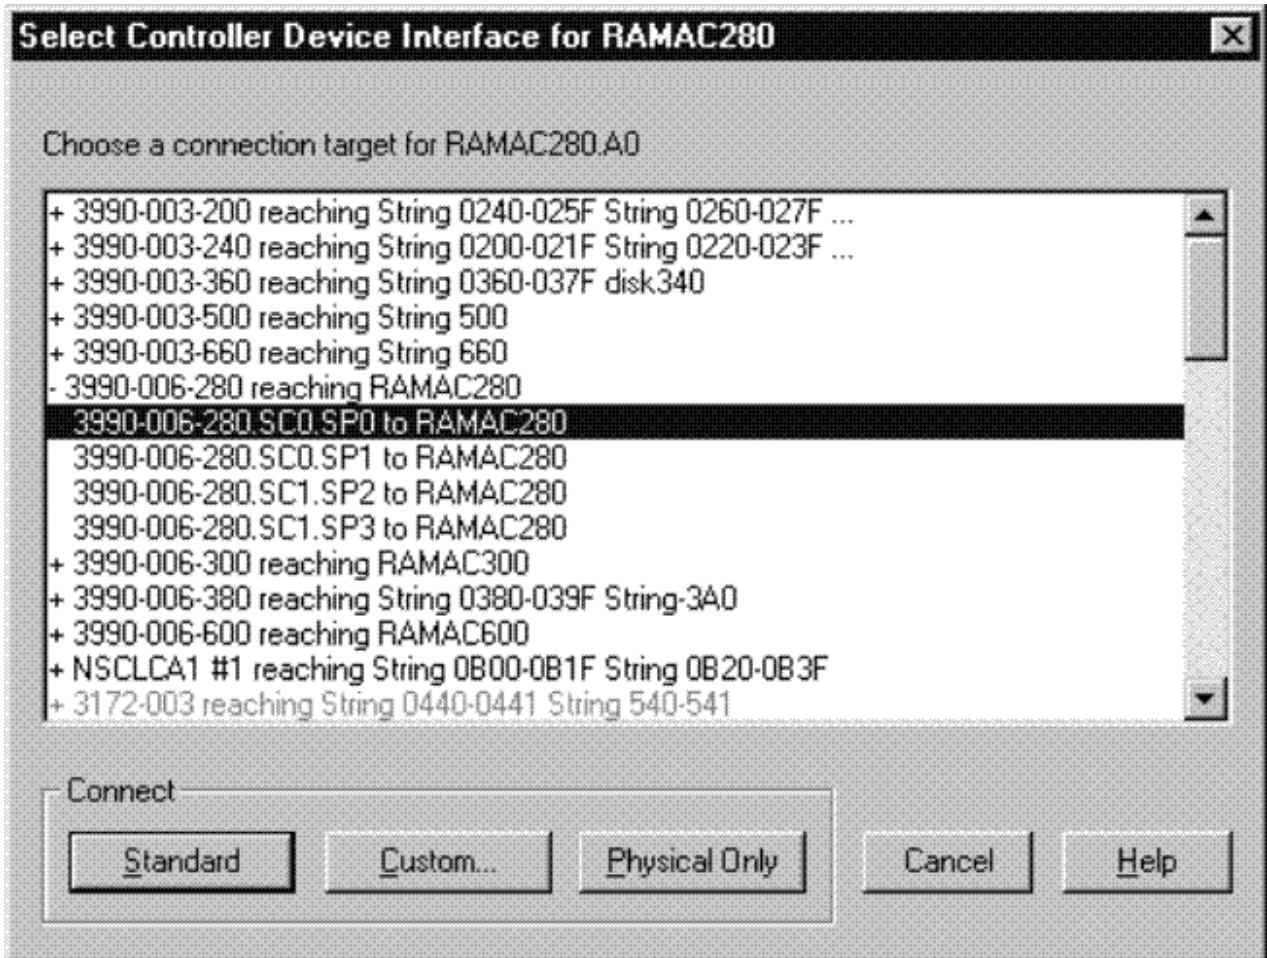 Select Controller Device Interface for RAMAC280
Choose a connection target for RAMAC280.A0
+ 3990-003-200 reaching String 0240-025F String 0260-027F ...
+ 3990-003-240 reaching String 0200-021F String 0220-023F ...
+ 3990-003-360 reaching String 0360-037F disk340
+ 3990-003-500 reaching String 500
+ 3990-003-660 reaching String 660
- 3990-006-280 reaching RAMAC280
3990-006-280.SC0.SP0 to RAMAC280
3990-006-280.SC0.SP1 to RAMAC280
3990-006-280.SC1.SP2 to RAMAC280
3990-006-280.SC1.SP3 to RAMAC280
+ 3990-006-300 reaching RAMAC300
+ 3990-006-380 reaching String 0380-039F String-3A0
+ 3990-006-600 reaching RAMAC600
+ NSCLCA1 #1 reaching String 0B00-0B1F String 0B20-0B3F
+ 3172-003 reaching String 0440-0441 String 540-541
Connect
Standard Custom... Physical Only Cancel Help